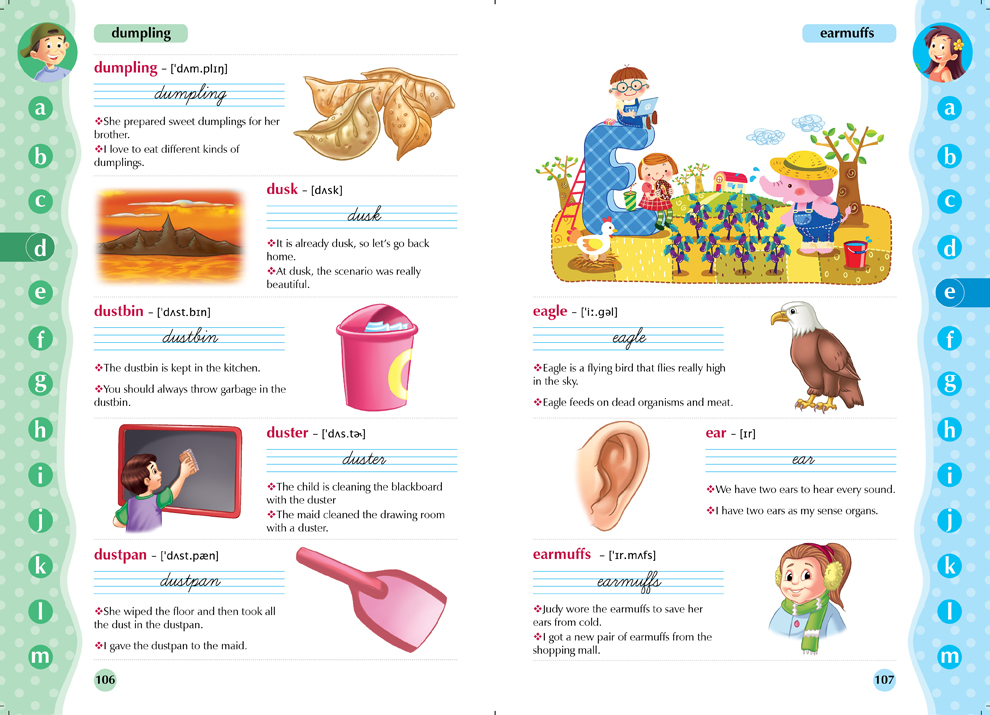 dumpling
dumpling – ['dʌm.plɪŋ]
dumpling
❖She prepared sweet dumplings for her
brother.
❖I love to eat different kinds of
dumplings.
dusk – [dʌsk]
dusk
❖It is already dusk, so let's go back
home.
❖At dusk, the scenario was really
beautiful.
dustbin – ['dʌst.bɪn]
dustbin
❖The dustbin is kept in the kitchen.
❖You should always throw garbage in the
dustbin.
duster – ['dʌs.tɚ]
duster
❖The child is cleaning the blackboard
with the duster
❖The maid cleaned the drawing room
with a duster.
dustpan – ['dʌst.pæn]
dustpan
❖She wiped the floor and then took all
the dust in the dustpan.
❖I gave the dustpan to the maid.
106
a
b
c
d
e
f
g
h
i
j
k
l
m
earmuffs
E
eagle – ['iː.gəl]
eagle
❖Eagle is a flying bird that flies really high
in the sky.
❖Eagle feeds on dead organisms and meat.
ear – [ɪr]
ear
❖We have two ears to hear every sound.
❖I have two ears as my sense organs.
earmuffs – ['ɪr.mʌfs]
earmuffs
❖Judy wore the earmuffs to save her
ears from cold.
❖I got a new pair of earmuffs from the
shopping mall.
107
a
b
c
d
e
f
g
h
i
j
k
l
m